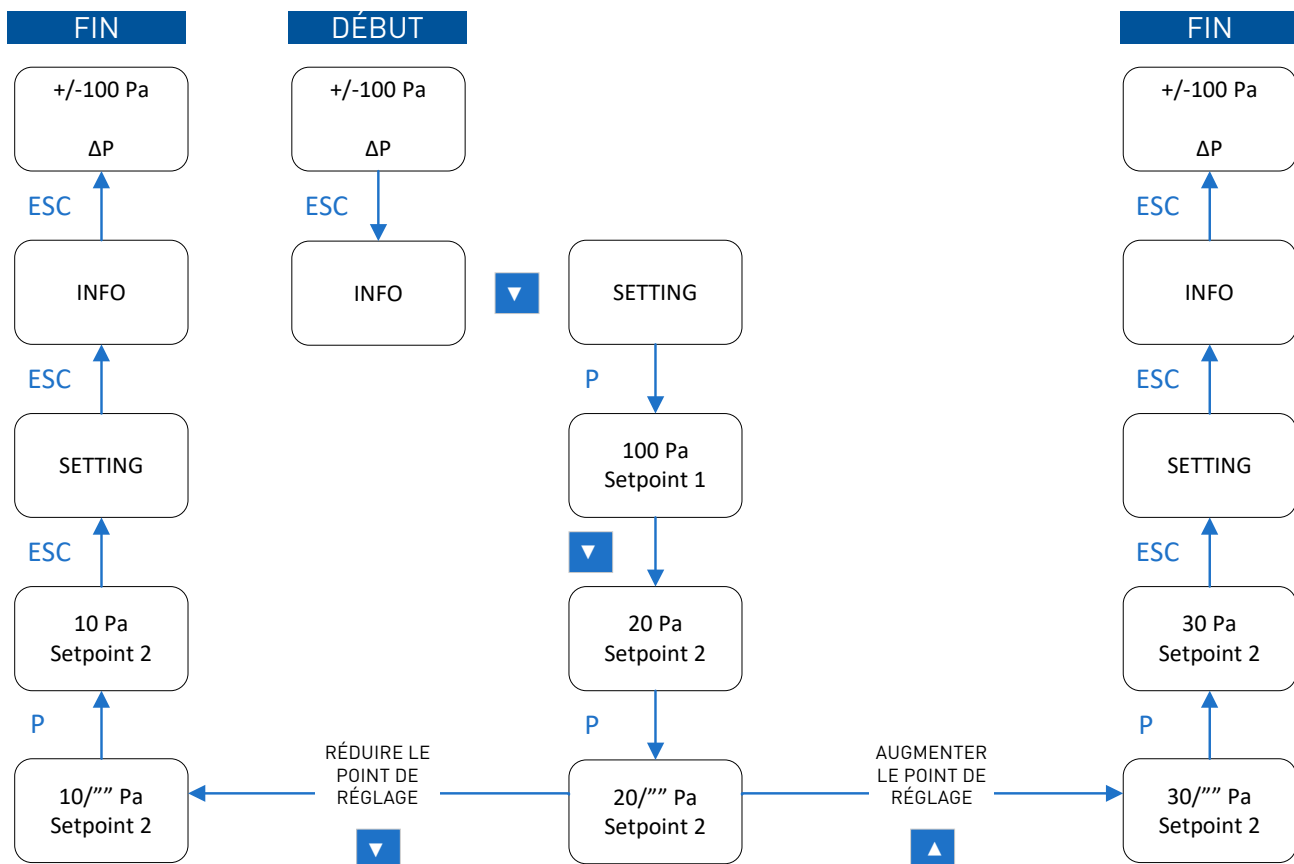 FIN
DÉBUT
FIN
+/-100 Pa
ΔP
+/-100 Pa
ΔP
+/-100 Pa
ΔP
ESC
ESC
ESC
INFO
INFO
▼
SETTING
INFO
ESC
P
ESC
SETTING
100 Pa
Setpoint 1
SETTING
ESC
▼
ESC
10 Pa
Setpoint 2
20 Pa
Setpoint 2
30 Pa
Setpoint 2
P
P
P
RÉDUIRE LE
POINT DE
RÉGLAGE
▼
AUGMENTER
LE POINT DE
RÉGLAGE
▲
10/”” Pa
Setpoint 2
20/”” Pa
Setpoint 2
30/”” Pa
Setpoint 2